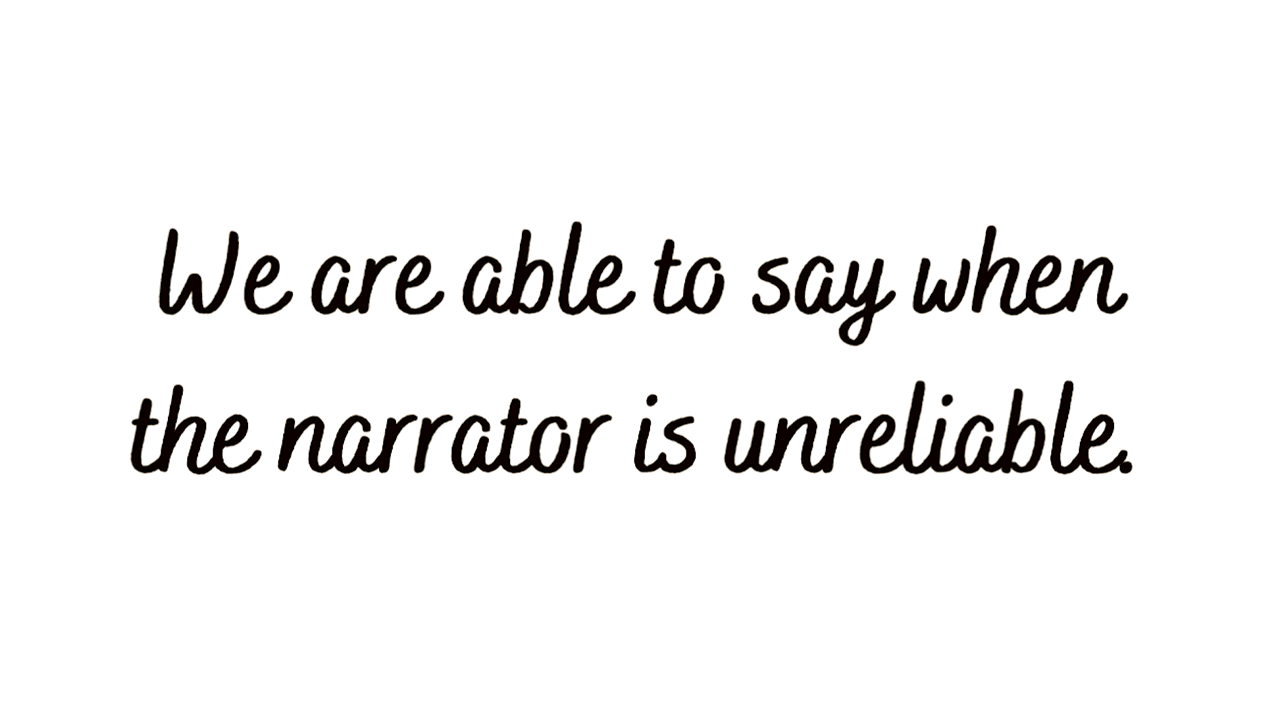 We are able to say when
the narrator is unreliable.